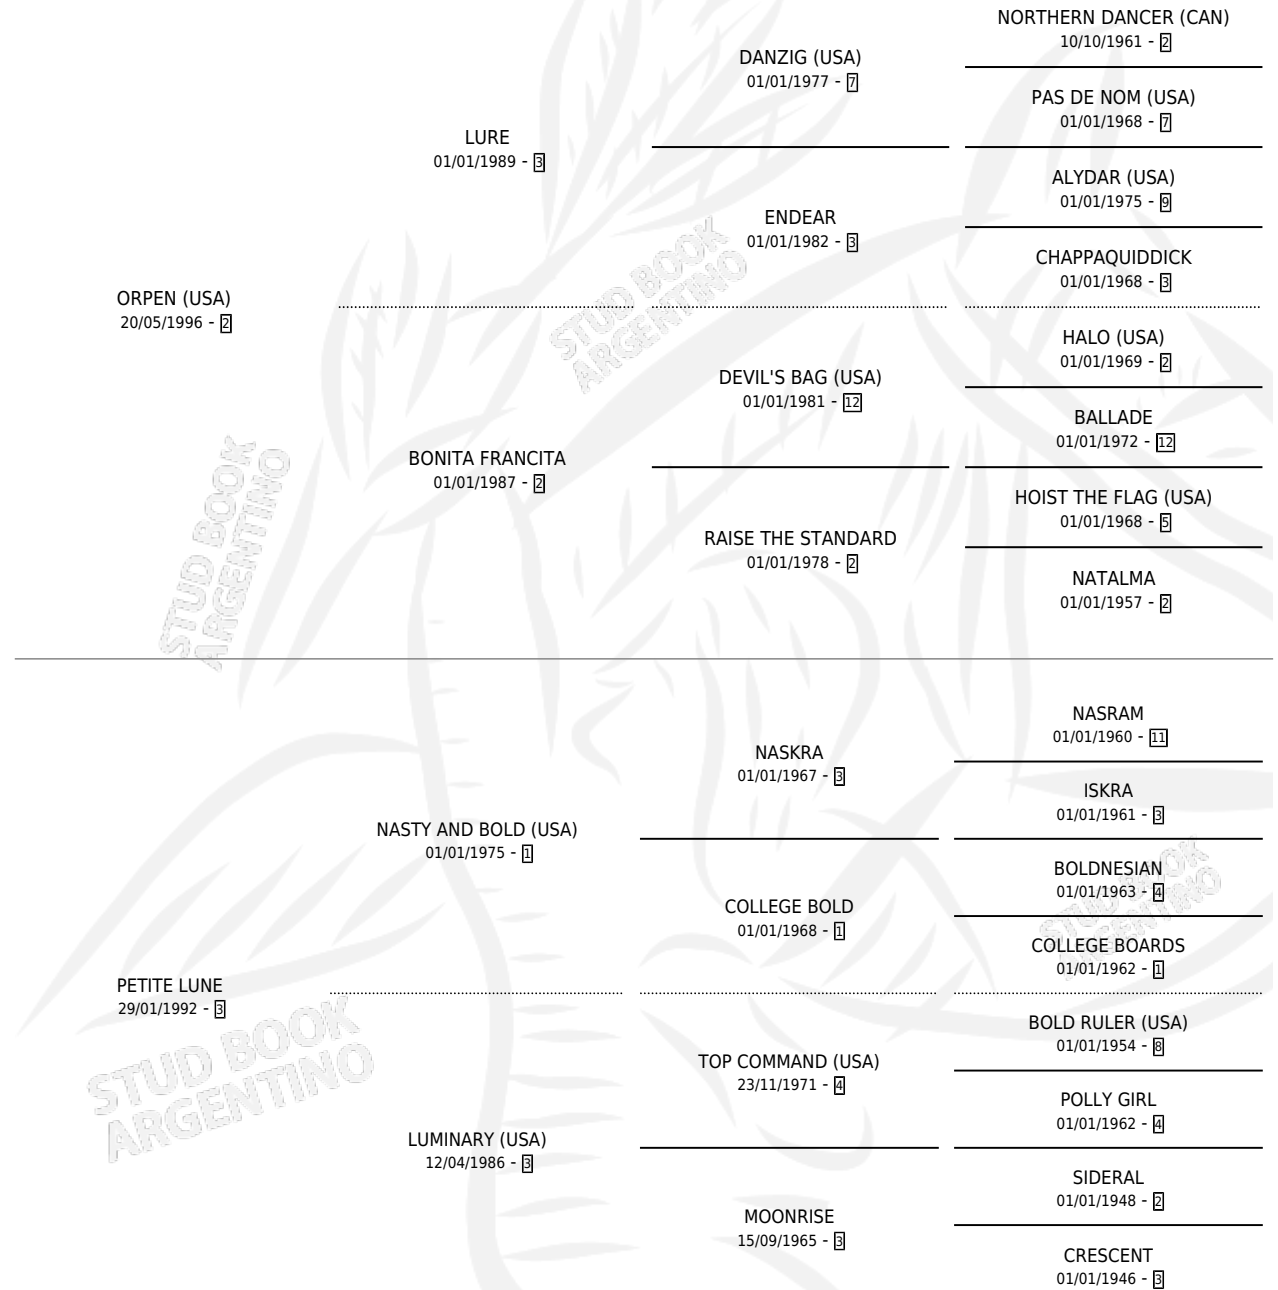 NORTHERN DANCER (CAN)
10/10/1961 - 2
DANZIG (USA)
01/01/1977 - 7
PAS DE NOM (USA)
01/01/1968 - 7
LURE
01/01/1989 - 3
ALYDAR (USA)
01/01/1975 - 9
ENDEAR
01/01/1982 - 3
CHAPPAQUIDDICK
01/01/1968 - 3
ORPEN (USA)
20/05/1996 - 2
HALO (USA)
01/01/1969 - 2
DEVIL'S BAG (USA)
01/01/1981 - 12
BALLADE
01/01/1972 - 12
BONITA FRANCITA
01/01/1987 - 2
HOIST THE FLAG (USA)
01/01/1968 - 5
RAISE THE STANDARD
01/01/1978 - 2
NATALMA
01/01/1957 - 2
NASRAM
01/01/1960 - 11
NASKRA
01/01/1967 - 3
ISKRA
01/01/1961 - 3
NASTY AND BOLD (USA)
01/01/1975 - 1
BOLDNESIAN
01/01/1963 - 4
COLLEGE BOLD
01/01/1968 - 1
COLLEGE BOARDS
01/01/1962 - 1
PETITE LUNE
29/01/1992 - 3
BOLD RULER (USA)
01/01/1954 - 8
TOP COMMAND (USA)
23/11/1971 - 4
POLLY GIRL
01/01/1962 - 4
LUMINARY (USA)
12/04/1986 - 3
SIDERAL
01/01/1948 - 2
MOONRISE
15/09/1965 - 3
CRESCENT
01/01/1946 - 3
STUD BOOK
ARGENTINO
STUD BOOK
ARGENTINO
STUD BOOK
ARGENTINO
STUD BOOK
ARGENTINO